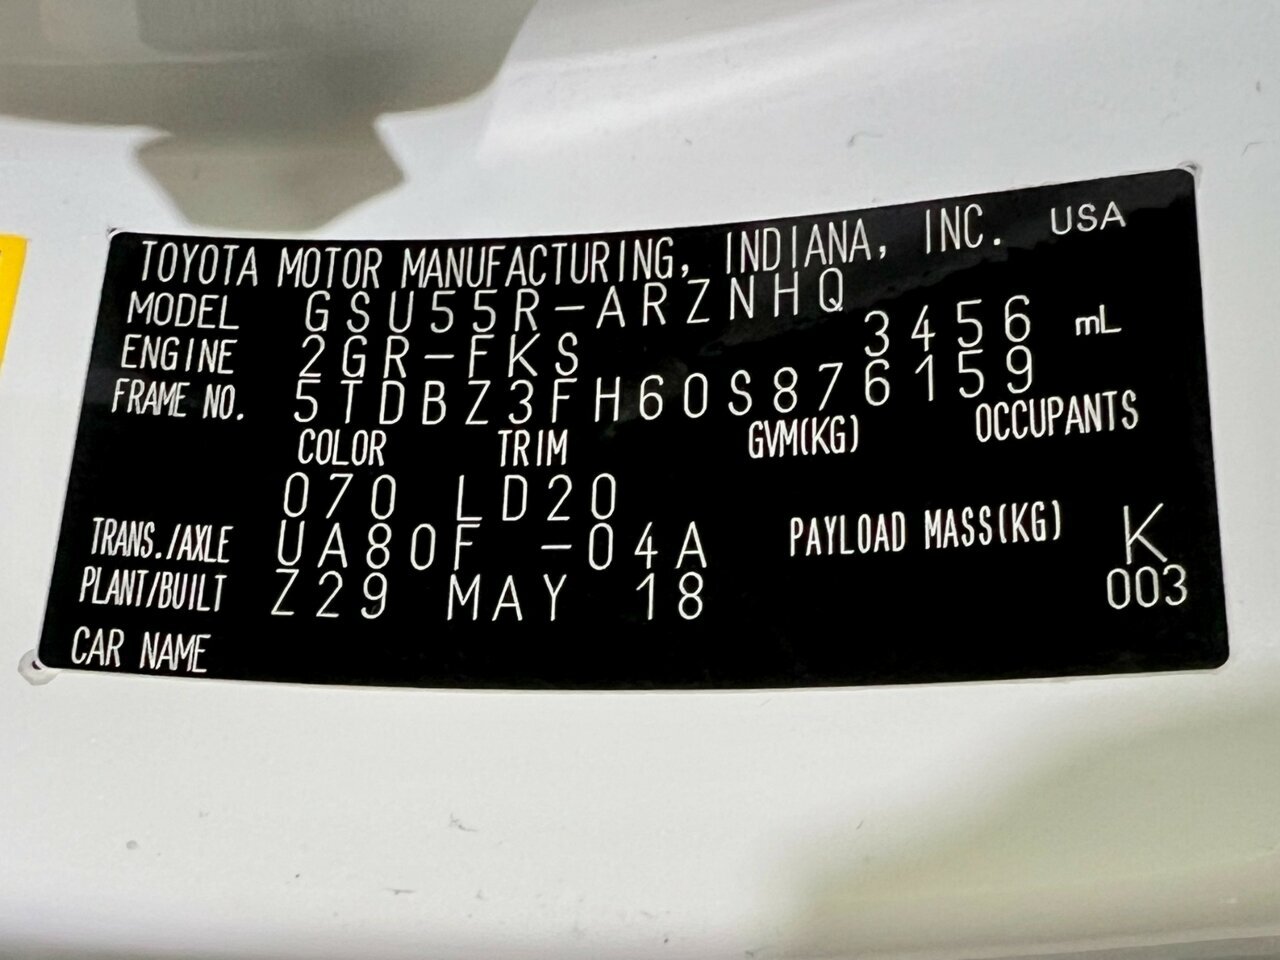 TOYOTA MOTOR MANUFACTURING, INDIANA, INC. USA
MODEL GSU55R-ARZNHQ
ENGINE 2GR-FKS 3456 mL
FRAME NO. 5TDBZ3FH60S876159
COLOR TRIM GVM(KG) OCCUPANTS
070 LD20
TRANS./AXLE UA80F -04A PAYLOAD MASS(KG) K
PLANT/BUILT Z29 MAY 18 003
CAR NAME